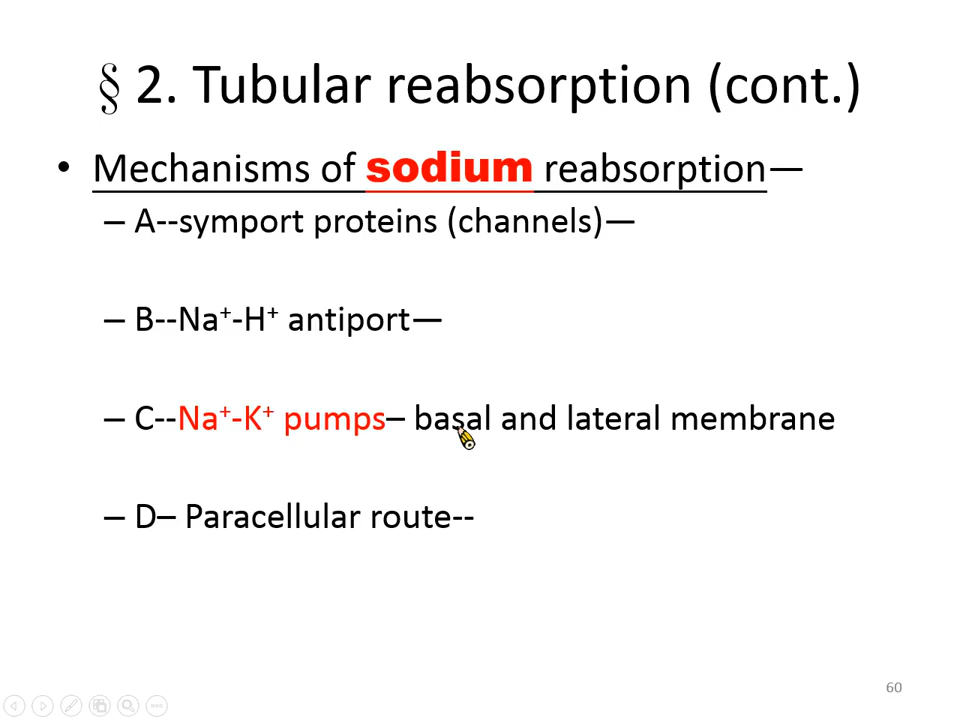 § 2. Tubular reabsorption (cont.)
• Mechanisms of sodium reabsorption—
– A--symport proteins (channels)—
– B--Na⁺-H⁺ antiport—
– C--Na⁺-K⁺ pumps– basal and lateral membrane
– D– Paracellular route--
60